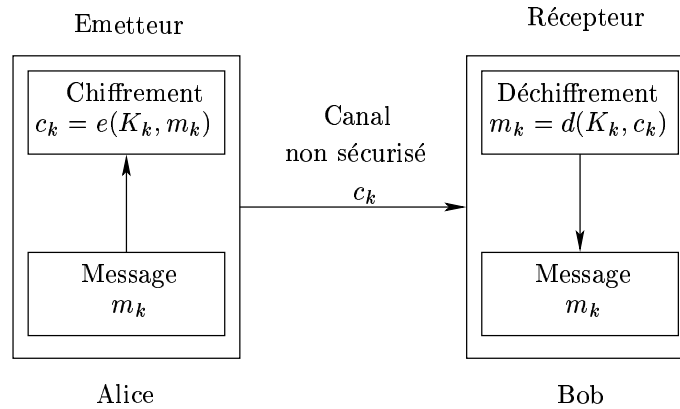 Emetteur
Récepteur
Chiffrement
c_k = e(K_k, m_k)
Message
m_k
Alice
Canal
non sécurisé
c_k
Déchiffrement
m_k = d(K_k, c_k)
Message
m_k
Bob